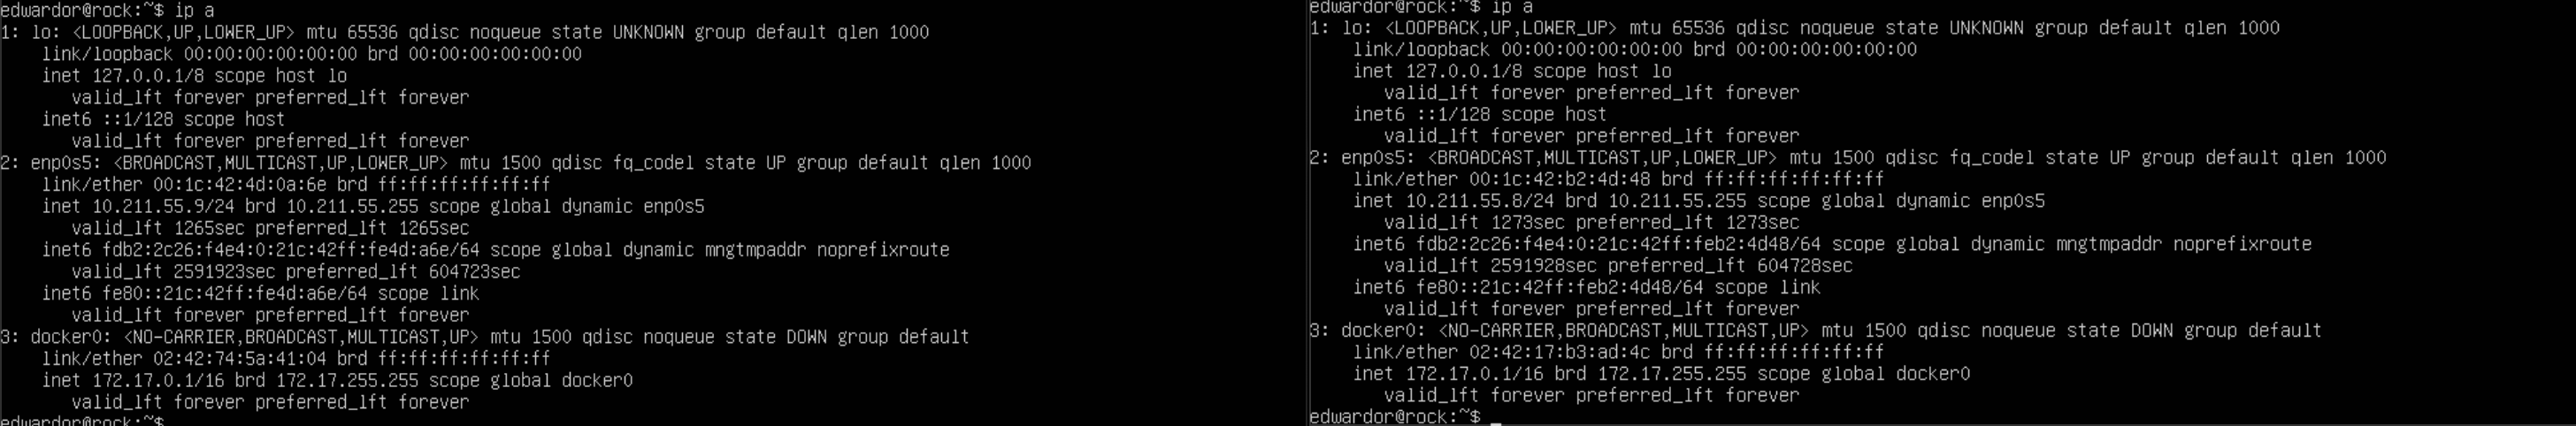 edwardor@rock:~$ ip a
1: lo: <LOOPBACK,UP,LOWER_UP> mtu 65536 qdisc noqueue state UNKNOWN group default qlen 1000
link/loopback 00:00:00:00:00:00 brd 00:00:00:00:00:00
inet 127.0.0.1/8 scope host lo
valid_lft forever preferred_lft forever
inet6 ::1/128 scope host
valid_lft forever preferred_lft forever
2: enp0s5: <BROADCAST,MULTICAST,UP,LOWER_UP> mtu 1500 qdisc fq_codel state UP group default qlen 1000
link/ether 00:1c:42:4d:0a:6e brd ff:ff:ff:ff:ff:ff
inet 10.211.55.9/24 brd 10.211.55.255 scope global dynamic enp0s5
valid_lft 1265sec preferred_lft 1265sec
inet6 fdb2:2c26:f4e4:0:21c:42ff:fe4d:a6e/64 scope global dynamic mngtmpaddr noprefixroute
valid_lft 2591923sec preferred_lft 604723sec
inet6 fe80::21c:42ff:fe4d:a6e/64 scope link
valid_lft forever preferred_lft forever
3: docker0: <NO-CARRIER,BROADCAST,MULTICAST,UP> mtu 1500 qdisc noqueue state DOWN group default
link/ether 02:42:74:5a:41:04 brd ff:ff:ff:ff:ff:ff
inet 172.17.0.1/16 brd 172.17.255.255 scope global docker0
valid_lft forever preferred_lft forever
edwardor@rock:~$
edwardor@rock:~$ ip a
1: lo: <LOOPBACK,UP,LOWER_UP> mtu 65536 qdisc noqueue state UNKNOWN group default qlen 1000
link/loopback 00:00:00:00:00:00 brd 00:00:00:00:00:00
inet 127.0.0.1/8 scope host lo
valid_lft forever preferred_lft forever
inet6 ::1/128 scope host
valid_lft forever preferred_lft forever
2: enp0s5: <BROADCAST,MULTICAST,UP,LOWER_UP> mtu 1500 qdisc fq_codel state UP group default qlen 1000
link/ether 00:1c:42:b2:4d:48 brd ff:ff:ff:ff:ff:ff
inet 10.211.55.8/24 brd 10.211.55.255 scope global dynamic enp0s5
valid_lft 1273sec preferred_lft 1273sec
inet6 fdb2:2c26:f4e4:0:21c:42ff:feb2:4d48/64 scope global dynamic mngtmpaddr noprefixroute
valid_lft 2591928sec preferred_lft 604728sec
inet6 fe80::21c:42ff:feb2:4d48/64 scope link
valid_lft forever preferred_lft forever
3: docker0: <NO-CARRIER,BROADCAST,MULTICAST,UP> mtu 1500 qdisc noqueue state DOWN group default
link/ether 02:42:17:b3:ad:4c brd ff:ff:ff:ff:ff:ff
inet 172.17.0.1/16 brd 172.17.255.255 scope global docker0
valid_lft forever preferred_lft forever
edwardor@rock:~$ _